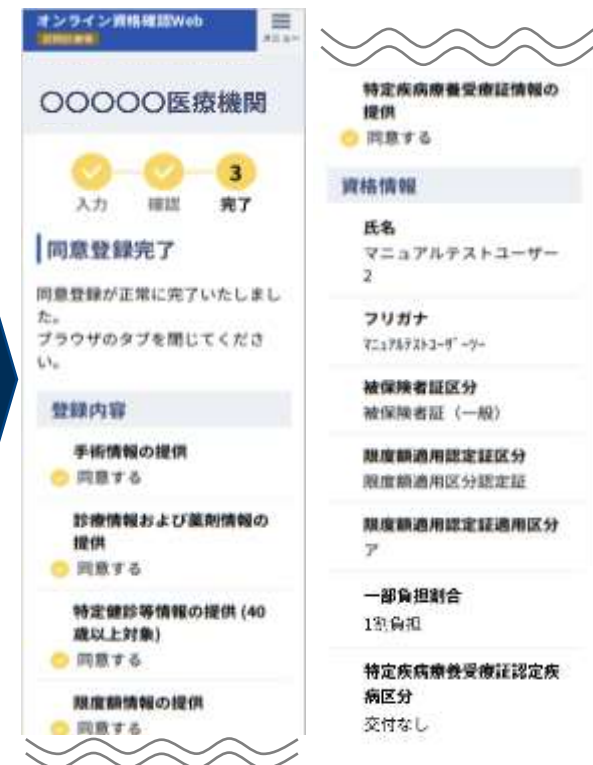 オンライン資格確認Web
メニュー
〇〇〇〇〇医療機関
3
入力
確認
完了
同意登録完了
同意登録が正常に完了いたしまし
た。
ブラウザのタブを閉じてくださ
い。
登録内容
手術情報の提供
同意する
診療情報および薬剤情報の
提供
同意する
特定健診等情報の提供 (40
歳以上対象)
同意する
限度額情報の提供
同意する
特定疾病療養受療証情報の
提供
同意する
資格情報
氏名
マニュアルテストユーザー
2
フリガナ
マニュアルテストユーザーツー
被保険者証区分
被保険者証（一般）
限度額適用認定証区分
限度額適用区分認定証
限度額適用認定証適用区分
ア
一部負担割合
1割負担
特定疾病療養受療証認定疾
病区分
交付なし